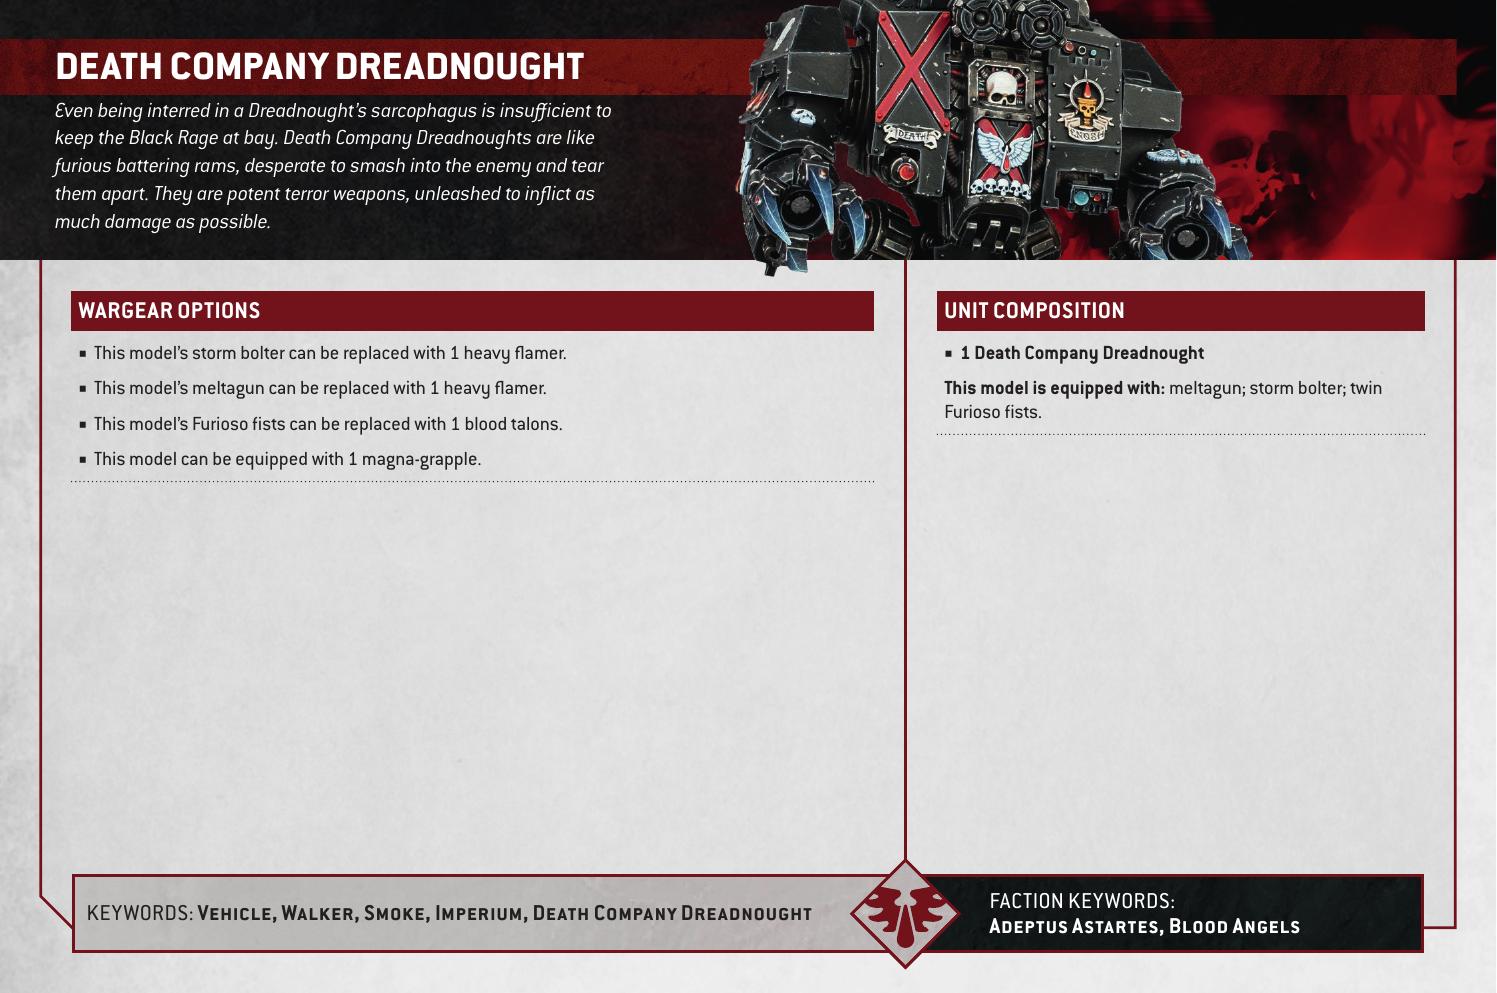 DEATH COMPANY DREADNOUGHT
Even being interred in a Dreadnought’s sarcophagus is insufficient to
keep the Black Rage at bay. Death Company Dreadnoughts are like
furious battering rams, desperate to smash into the enemy and tear
them apart. They are potent terror weapons, unleashed to inflict as
much damage as possible.
DEATH
ENOSH
WARGEAR OPTIONS
▪ This model’s storm bolter can be replaced with 1 heavy flamer.
▪ This model’s meltagun can be replaced with 1 heavy flamer.
▪ This model’s Furioso fists can be replaced with 1 blood talons.
▪ This model can be equipped with 1 magna-grapple.
UNIT COMPOSITION
▪ 1 Death Company Dreadnought
This model is equipped with: meltagun; storm bolter; twin
Furioso fists.
KEYWORDS: Vehicle, Walker, Smoke, Imperium, Death Company Dreadnought
FACTION KEYWORDS:
Adeptus Astartes, Blood Angels